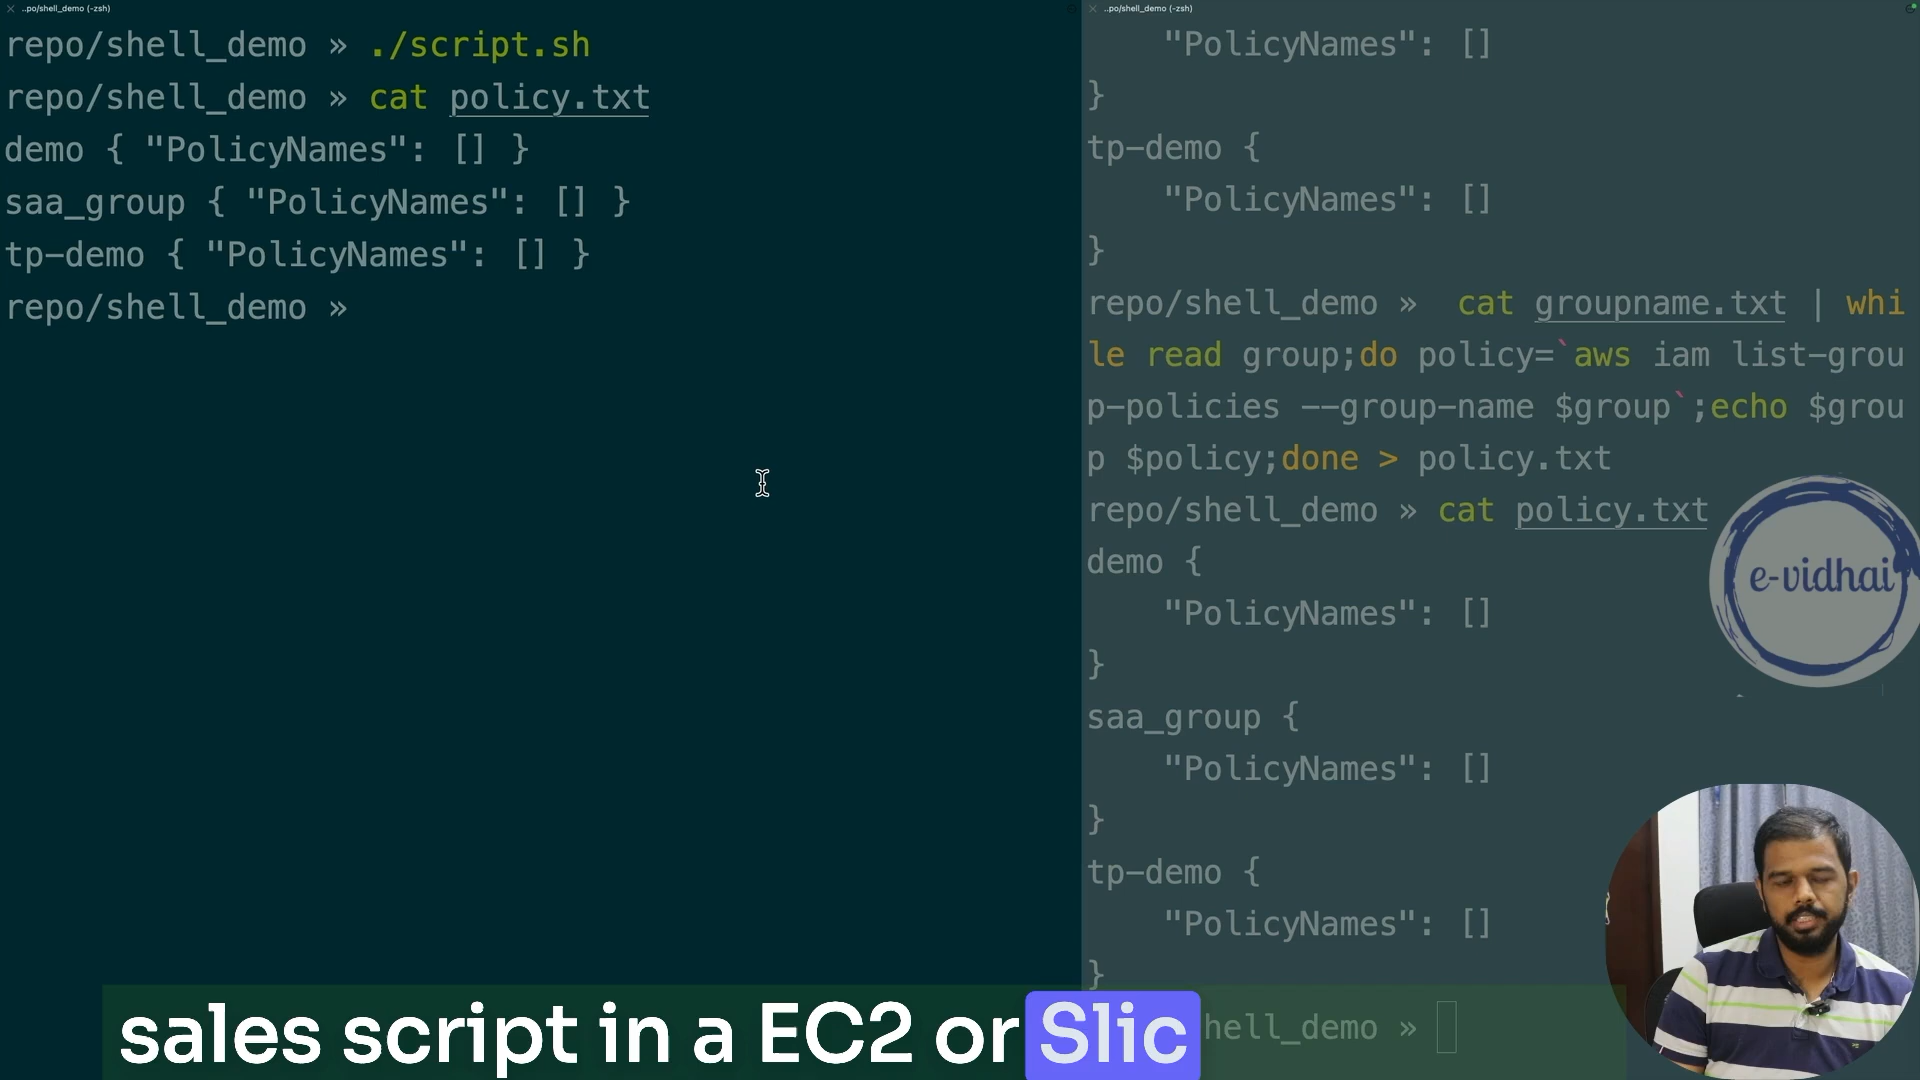 ..po/shell_demo (-zsh)
repo/shell_demo » ./script.sh
repo/shell_demo » cat policy.txt
demo { "PolicyNames": [] }
saa_group { "PolicyNames": [] }
tp-demo { "PolicyNames": [] }
repo/shell_demo »
..po/shell_demo (-zsh)
"PolicyNames": []
}
tp-demo {
"PolicyNames": []
}
repo/shell_demo » cat groupname.txt | whi
le read group;do policy=`aws iam list-grou
p-policies --group-name $group`;echo $grou
p $policy;done > policy.txt
repo/shell_demo » cat policy.txt
demo {
"PolicyNames": []
}
saa_group {
"PolicyNames": []
}
tp-demo {
"PolicyNames": []
}
hell_demo »
e-vidhai
sales script in a EC2 or Slic